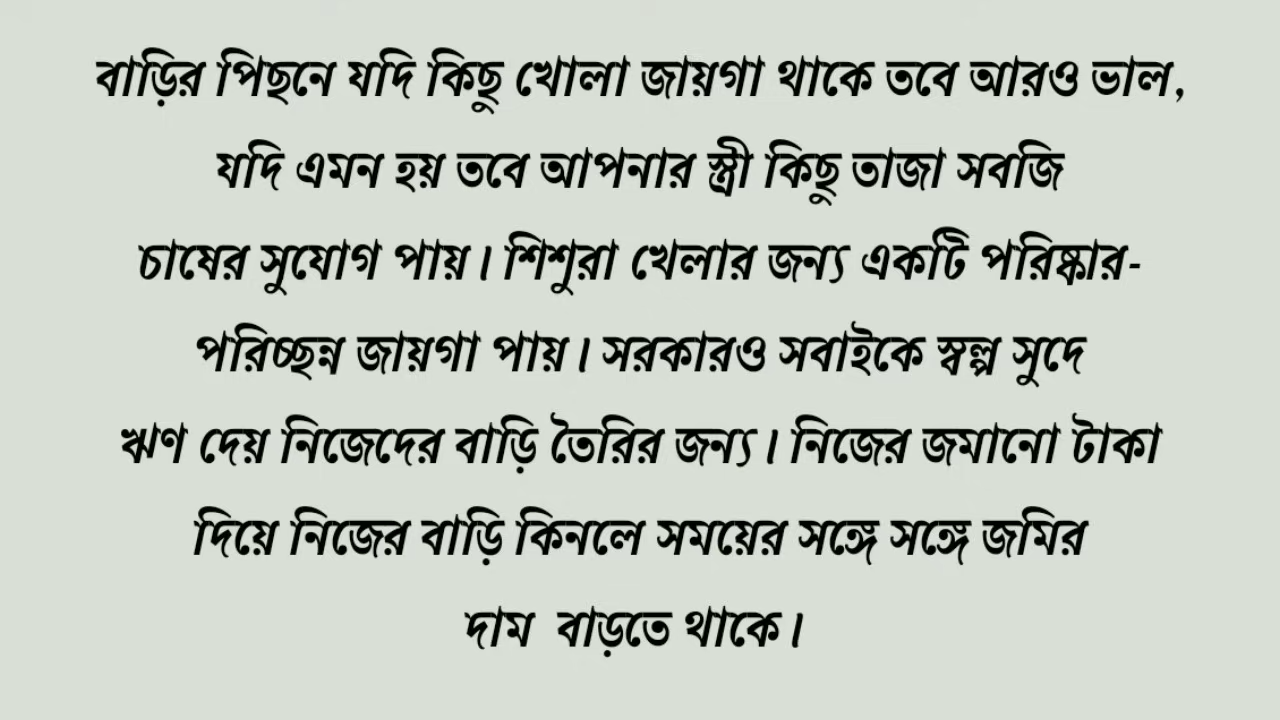 বাড়ির পিছনে যদি কিছু খোলা জায়গা থাকে তবে আরও ভাল,
যদি এমন হয় তবে আপনার স্ত্রী কিছু তাজা সবজি
চাষের সুযোগ পায়। শিশুরা খেলার জন্য একটি পরিষ্কার-
পরিচ্ছন্ন জায়গা পায়। সরকারও সবাইকে স্বল্প সুদে
ঋণ দেয় নিজেদের বাড়ি তৈরির জন্য। নিজের জমানো টাকা
দিয়ে নিজের বাড়ি কিনলে সময়ের সঙ্গে সঙ্গে জমির
দাম  বাড়তে থাকে।